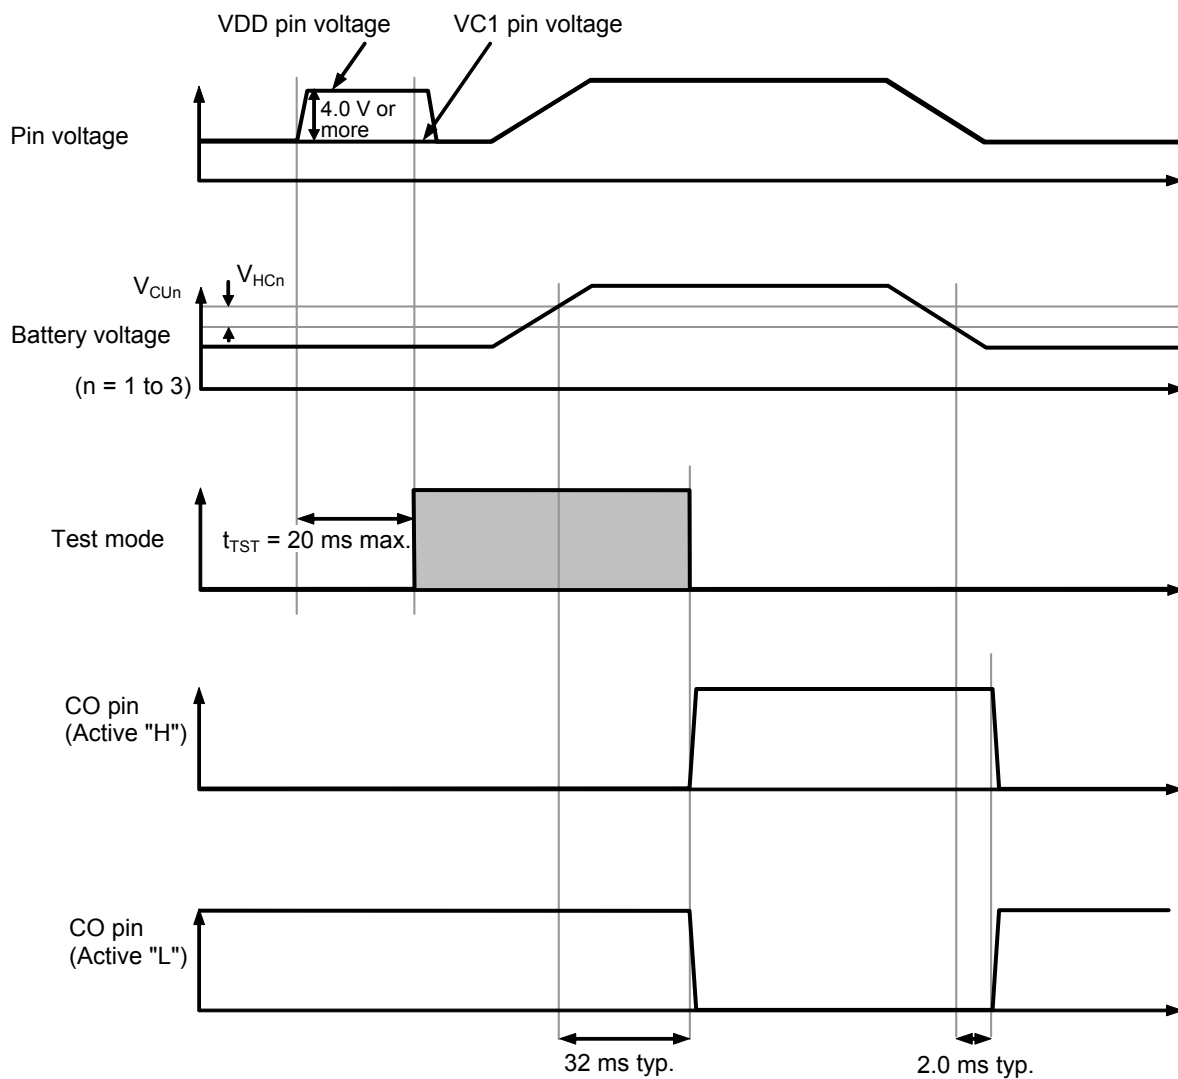 VDD pin voltage
VC1 pin voltage
4.0 V or
more
Pin voltage
VCUn
VHCn
Battery voltage
(n = 1 to 3)
Test mode
tTST = 20 ms max.
CO pin
(Active "H")
CO pin
(Active "L")
32 ms typ.
2.0 ms typ.